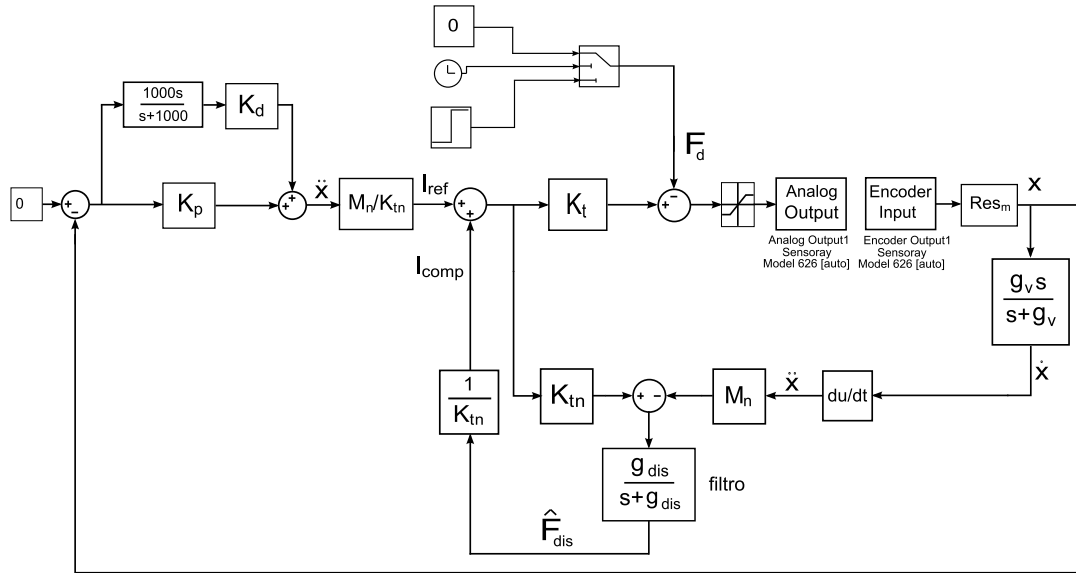 0
1000s
s+1000
K_d
F_d
0
K_p
ẍ
M_n/K_tn
I_ref
K_t
Analog
Output
Analog Output1
Sensoray
Model 626 [auto]
Encoder
Input
Encoder Output1
Sensoray
Model 626 [auto]
Res_m
x
I_comp
g_v s
s+g_v
ẋ
1
K_tn
K_tn
M_n
ẍ
du/dt
g_dis
s+g_dis
filtro
F̂_dis